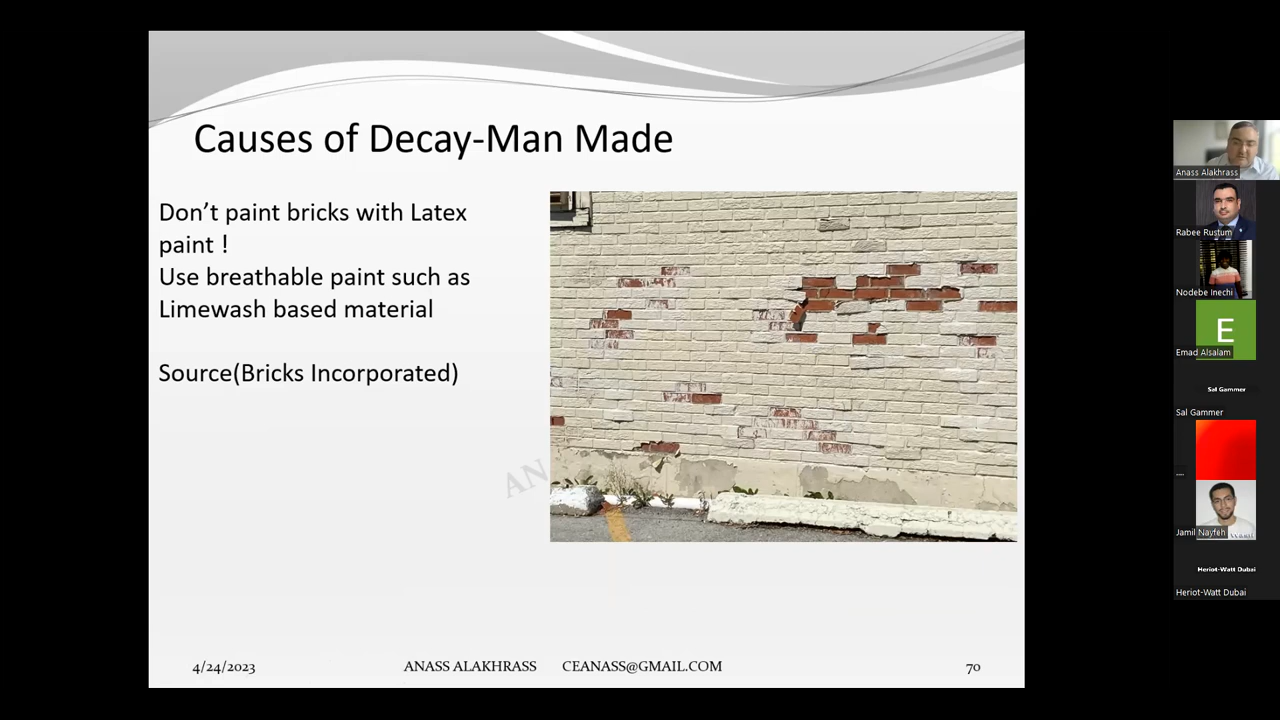 Causes of Decay-Man Made
Don’t paint bricks with Latex
paint !
Use breathable paint such as
Limewash based material
Source(Bricks Incorporated)
AN
4/24/2023
ANASS ALAKHRASS CEANASS@GMAIL.COM
70
Anass Alakhrass
Rabee Rustum
Nodebe Inechi
E
Emad Alsalam
Sal Gammer
Sal Gammer
....
Jamil Nayfeh
Heriot-Watt Dubai
Heriot-Watt Dubai